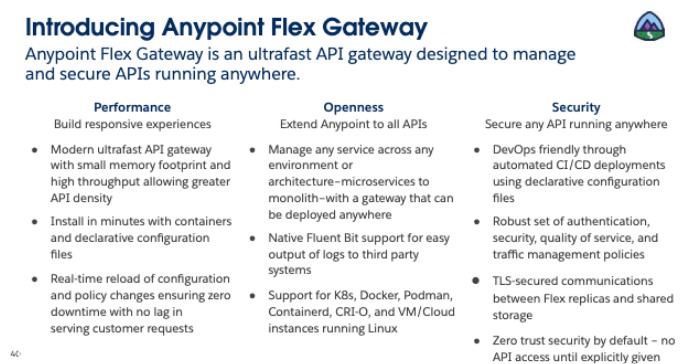 Introducing Anypoint Flex Gateway
Anypoint Flex Gateway is an ultrafast API gateway designed to manage
and secure APIs running anywhere.
Performance
Build responsive experiences
● Modern ultrafast API gateway
with small memory footprint and
high throughput allowing greater
API density
● Install in minutes with containers
and declarative configuration
files
● Real-time reload of configuration
and policy changes ensuring zero
downtime with no lag in
serving customer requests
Openness
Extend Anypoint to all APIs
● Manage any service across any
environment or
architecture–microservices to
monolith–with a gateway that can
be deployed anywhere
● Native Fluent Bit support for easy
output of logs to third party
systems
● Support for K8s, Docker, Podman,
Containerd, CRI-O, and VM/Cloud
instances running Linux
Security
Secure any API running anywhere
● DevOps friendly through
automated CI/CD deployments
using declarative configuration
files
● Robust set of authentication,
security, quality of service, and
traffic management policies
● TLS-secured communications
between Flex replicas and shared
storage
● Zero trust security by default – no
API access until explicitly given